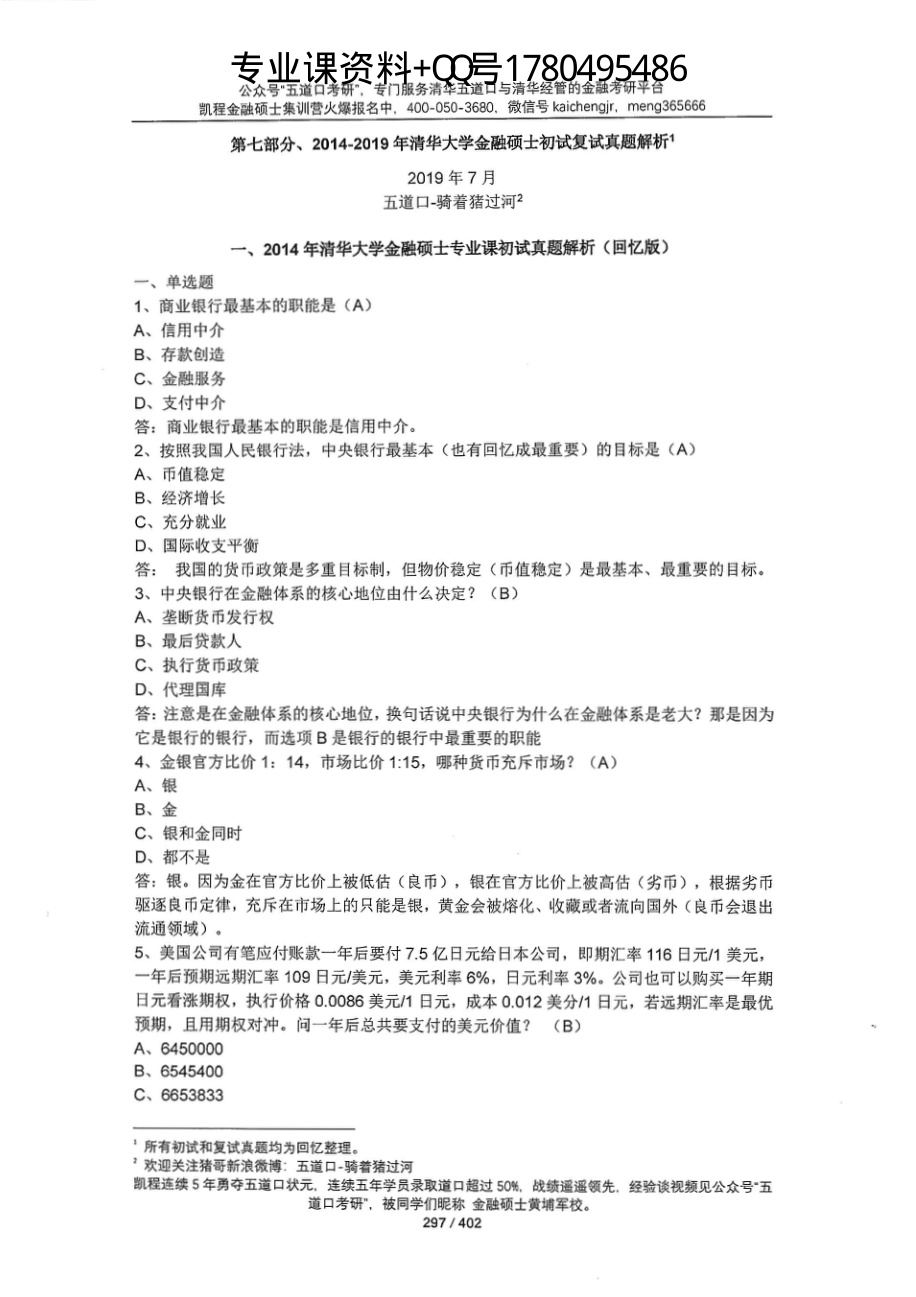 专业课资料+QQ号1780495486
公众号“五道口考研”，专门服务清华五道口与清华经管的金融考研平台
凯程金融硕士集训营火爆报名中，400-050-3680，微信号 kaichengjr，meng365666
第七部分、2014-2019 年清华大学金融硕士初试复试真题解析1
2019 年 7 月
五道口-骑着猪过河2
一、2014 年清华大学金融硕士专业课初试真题解析（回忆版）
一、单选题
1、商业银行最基本的职能是（A）
A、信用中介
B、存款创造
C、金融服务
D、支付中介
答：商业银行最基本的职能是信用中介。
2、按照我国人民银行法，中央银行最基本（也有回忆成最重要）的目标是（A）
A、币值稳定
B、经济增长
C、充分就业
D、国际收支平衡
答： 我国的货币政策是多重目标制，但物价稳定（币值稳定）是最基本、最重要的目标。
3、中央银行在金融体系的核心地位由什么决定？（B）
A、垄断货币发行权
B、最后贷款人
C、执行货币政策
D、代理国库
答：注意是在金融体系的核心地位，换句话说中央银行为什么在金融体系是老大？那是因为
它是银行的银行，而选项 B 是银行的银行中最重要的职能
4、金银官方比价 1：14，市场比价 1:15，哪种货币充斥市场？（A）
A、银
B、金
C、银和金同时
D、都不是
答：银。因为金在官方比价上被低估（良币），银在官方比价上被高估（劣币），根据劣币
驱逐良币定律，充斥在市场上的只能是银，黄金会被熔化、收藏或者流向国外（良币会退出
流通领域）。
5、美国公司有笔应付账款一年后要付 7.5 亿日元给日本公司，即期汇率 116 日元/1 美元，
一年后预期远期汇率 109 日元/美元，美元利率 6%，日元利率 3%。公司也可以购买一年期
日元看涨期权，执行价格 0.0086 美元/1 日元，成本 0.012 美分/1 日元，若远期汇率是最优
预期，且用期权对冲。问一年后总共要支付的美元价值？ （B）
A、6450000
B、6545400
C、6653833
1 所有初试和复试真题均为回忆整理。
2 欢迎关注猪哥新浪微博：五道口-骑着猪过河
凯程连续 5 年勇夺五道口状元，连续五年学员录取道口超过 50%，战绩遥遥领先，经验谈视频见公众号“五
道口考研”，被同学们昵称 金融硕士黄埔军校。
297 / 402